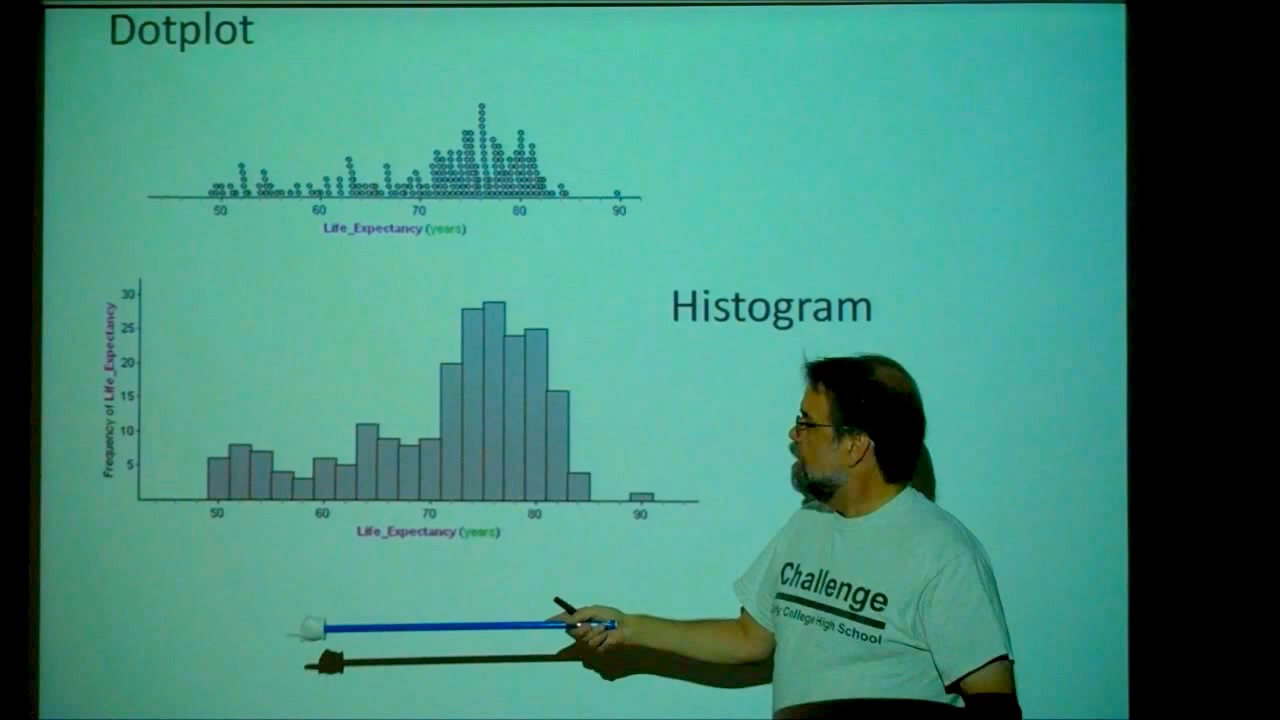 Dotplot
50 60 70 80 90
Life_Expectancy (years)
Histogram
Frequency of Life_Expectancy
30
25
20
15
10
5
50 60 70 80 90
Life_Expectancy (years)
Challenge
College High School